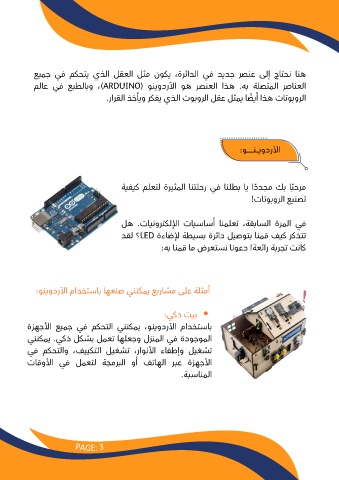 هنا نحتاج إلى عنصر جديد في الدائرة، يكون مثل العقل الذي يتحكم في جميع
العناصر المتصلة به. هذا العنصر هو الآردوينو (ARDUINO)، وبالطبع في عالم
الروبوتات هذا أيضًا يمثل عقل الروبوت الذي يفكر ويأخذ القرار.
الآردوينـــو:
مرحبًا بك مجددًا يا بطلنا في رحلتنا المثيرة لتعلم كيفية
تصنيع الروبوتات!
في المرة السابقة، تعلمنا أساسيات الإلكترونيات. هل
تتذكر كيف قمنا بتوصيل دائرة بسيطة لإضاءة LED؟ لقد
كانت تجربة رائعة! دعونا نستعرض ما قمنا به:
أمثلة على مشاريع يمكنني صنعها باستخدام الآردوينو:
• بيت ذكي:
باستخدام الآردوينو، يمكنني التحكم في جميع الأجهزة
الموجودة في المنزل وجعلها تعمل بشكل ذكي. يمكنني
تشغيل وإطفاء الأنوار، تشغيل التكييف، والتحكم في
الأجهزة عبر الهاتف أو البرمجة لتعمل في الأوقات
المناسبة.
PAGE: 3